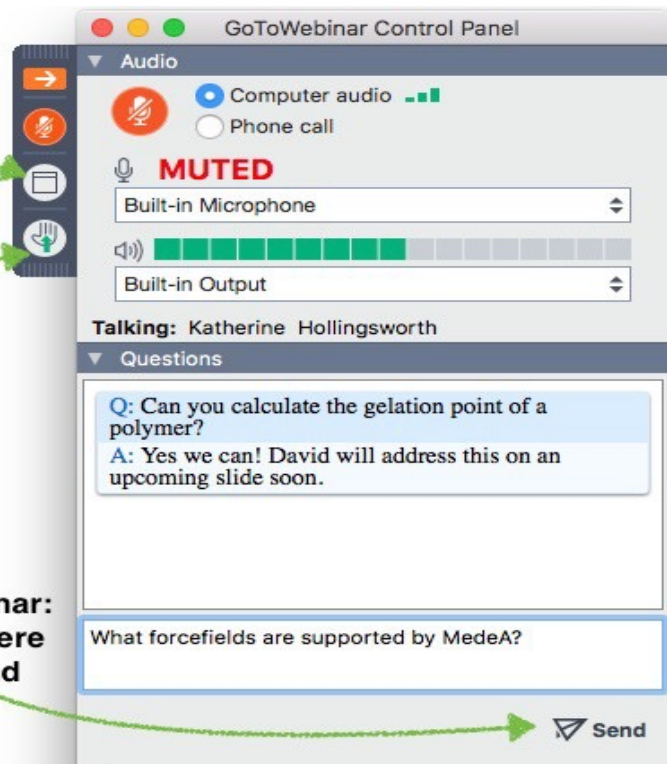 GoToWebinar Control Panel
Audio
Computer audio
Phone call
MUTED
Built-in Microphone
Built-in Output
Talking: Katherine Hollingsworth
Questions
Q: Can you calculate the gelation point of a
polymer?
A: Yes we can! David will address this on an
upcoming slide soon.
nar:
ere
d
What forcefields are supported by MedeA?
Send